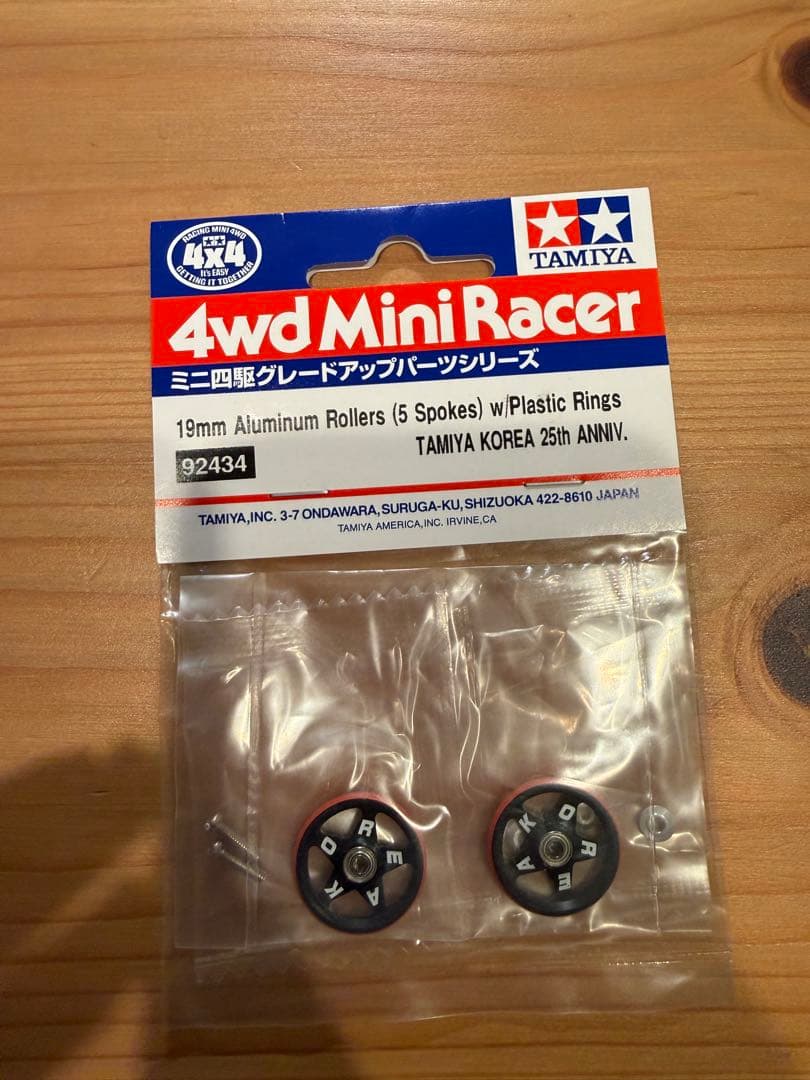 RACING MINI 4WD
4x4
It's EASY
GETTING IT TOGETHER
TAMIYA
4wd Mini Racer
ミニ四駆グレードアップパーツシリーズ
19mm Aluminum Rollers (5 Spokes) w/Plastic Rings
92434
TAMIYA KOREA 25th ANNIV.
TAMIYA,INC. 3-7 ONDAWARA,SURUGA-KU,SHIZUOKA 422-8610 JAPAN
TAMIYA AMERICA,INC. IRVINE,CA
KOREA
KOREA